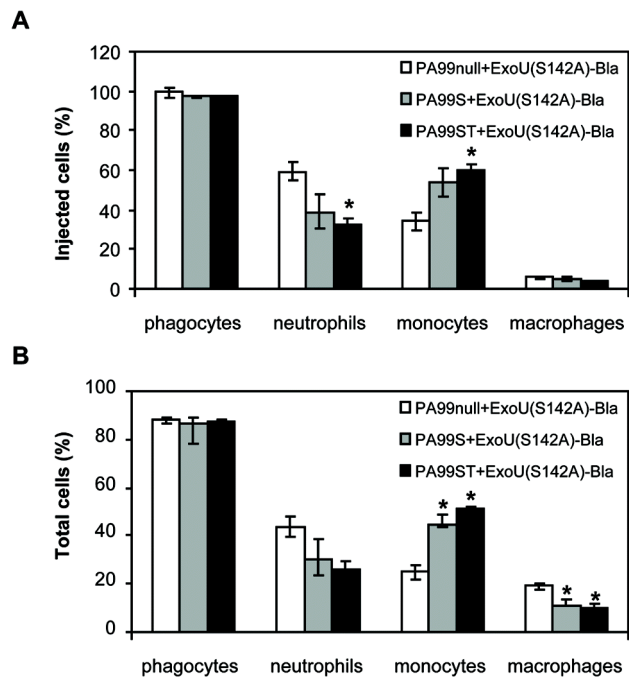 A
120
100
80
60
40
20
0
Injected cells (%)
PA99null+ExoU(S142A)-Bla
PA99S+ExoU(S142A)-Bla
PA99ST+ExoU(S142A)-Bla
*
*
phagocytes neutrophils monocytes macrophages
B
100
80
60
40
20
0
Total cells (%)
PA99null+ExoU(S142A)-Bla
PA99S+ExoU(S142A)-Bla
PA99ST+ExoU(S142A)-Bla
* *
* *
phagocytes neutrophils monocytes macrophages